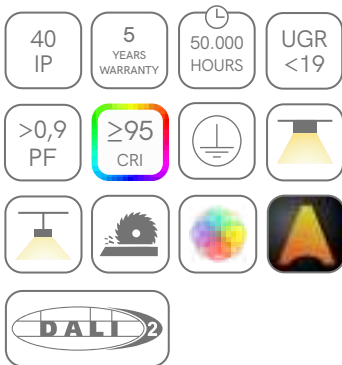 40
IP
5
YEARS
WARRANTY
50.000
HOURS
UGR
<19
>0,9
PF
≥95
CRI
DALI 2